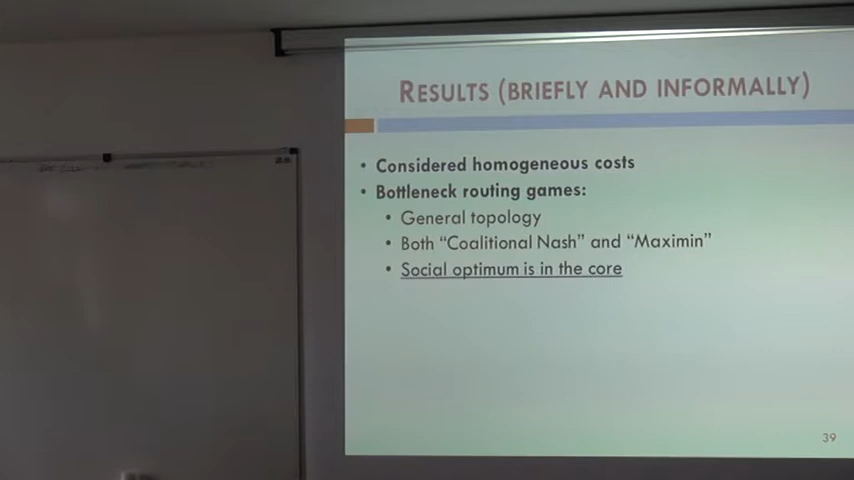 RESULTS (BRIEFLY AND INFORMALLY)
• Considered homogeneous costs
• Bottleneck routing games:
• General topology
• Both “Coalitional Nash” and “Maximin”
• Social optimum is in the core
39